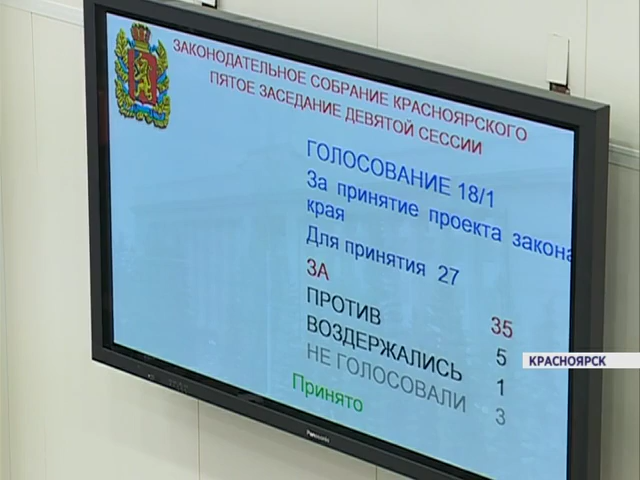 ЗАКОНОДАТЕЛЬНОЕ СОБРАНИЕ КРАСНОЯРСКОГО
ПЯТОЕ ЗАСЕДАНИЕ ДЕВЯТОЙ СЕССИИ
ГОЛОСОВАНИЕ 18/1
За принятие проекта закона
края
Для принятия 27
ЗА 35
ПРОТИВ 5
ВОЗДЕРЖАЛИСЬ 1
НЕ ГОЛОСОВАЛИ 3
Принято
КРАСНОЯРСК
Panasonic